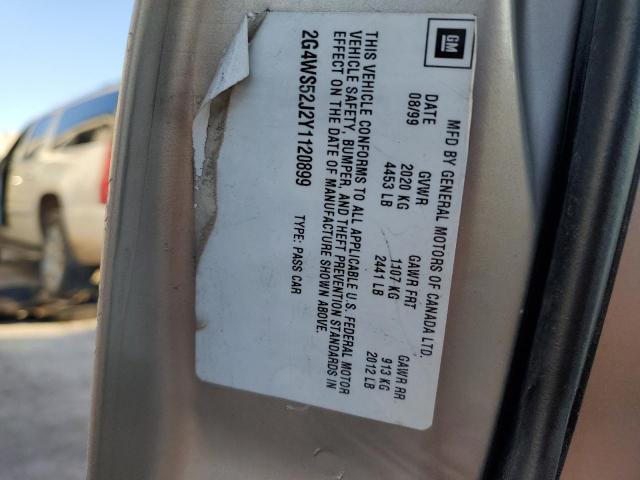 GM
MFD BY GENERAL MOTORS OF CANADA LTD.
DATE GVWR GAWR FRT GAWR RR
08/99 2020 KG 1107 KG 913 KG
4453 LB 2441 LB 2012 LB
THIS VEHICLE CONFORMS TO ALL APPLICABLE U.S. FEDERAL MOTOR
VEHICLE SAFETY, BUMPER, AND THEFT PREVENTION STANDARDS IN
EFFECT ON THE DATE OF MANUFACTURE SHOWN ABOVE.
2G4WS52J2Y1120899 TYPE: PASS CAR